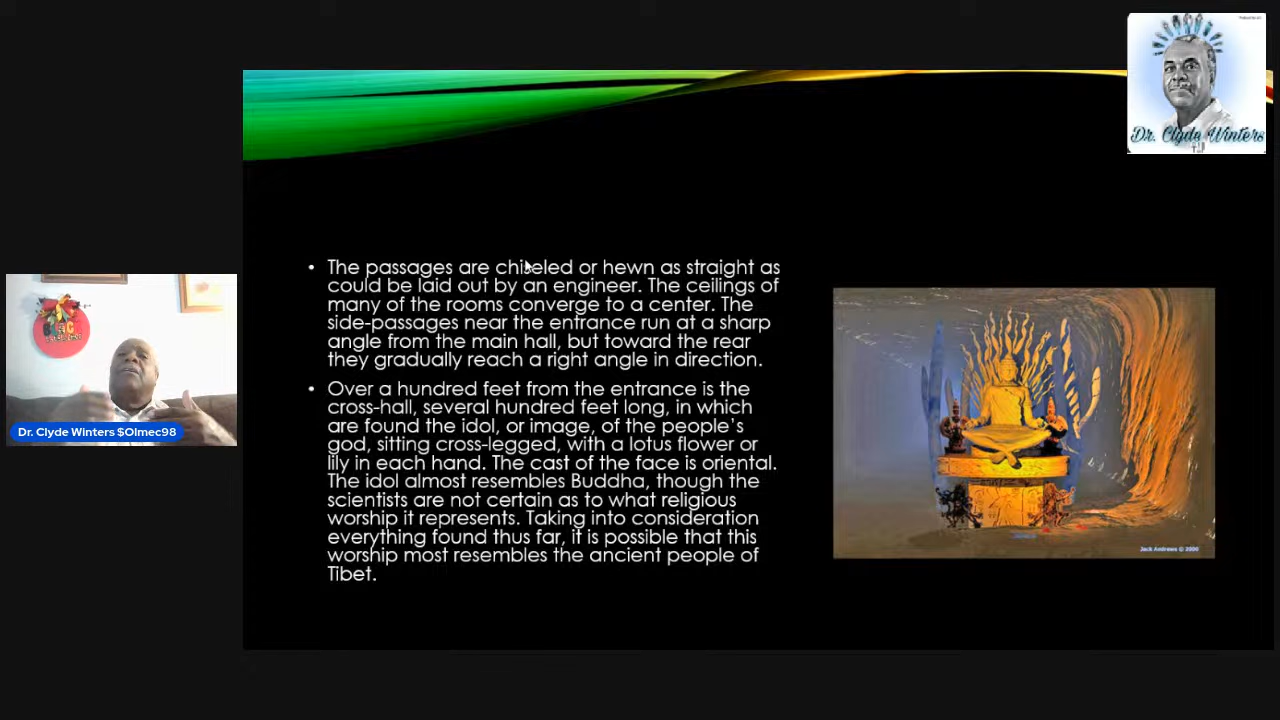 Dr. Clyde Winters
• The passages are chiseled or hewn as straight as
could be laid out by an engineer. The ceilings of
many of the rooms converge to a center. The
side-passages near the entrance run at a sharp
angle from the main hall, but toward the rear
they gradually reach a right angle in direction.
• Over a hundred feet from the entrance is the
cross-hall, several hundred feet long, in which
are found the idol, or image, of the people's
god, sitting cross-legged, with a lotus flower or
lily in each hand. The cast of the face is oriental.
The idol almost resembles Buddha, though the
scientists are not certain as to what religious
worship it represents. Taking into consideration
everything found thus far, it is possible that this
worship most resembles the ancient people of
Tibet.
Dr. Clyde Winters $Olmec98
Jack Andrews © 2000